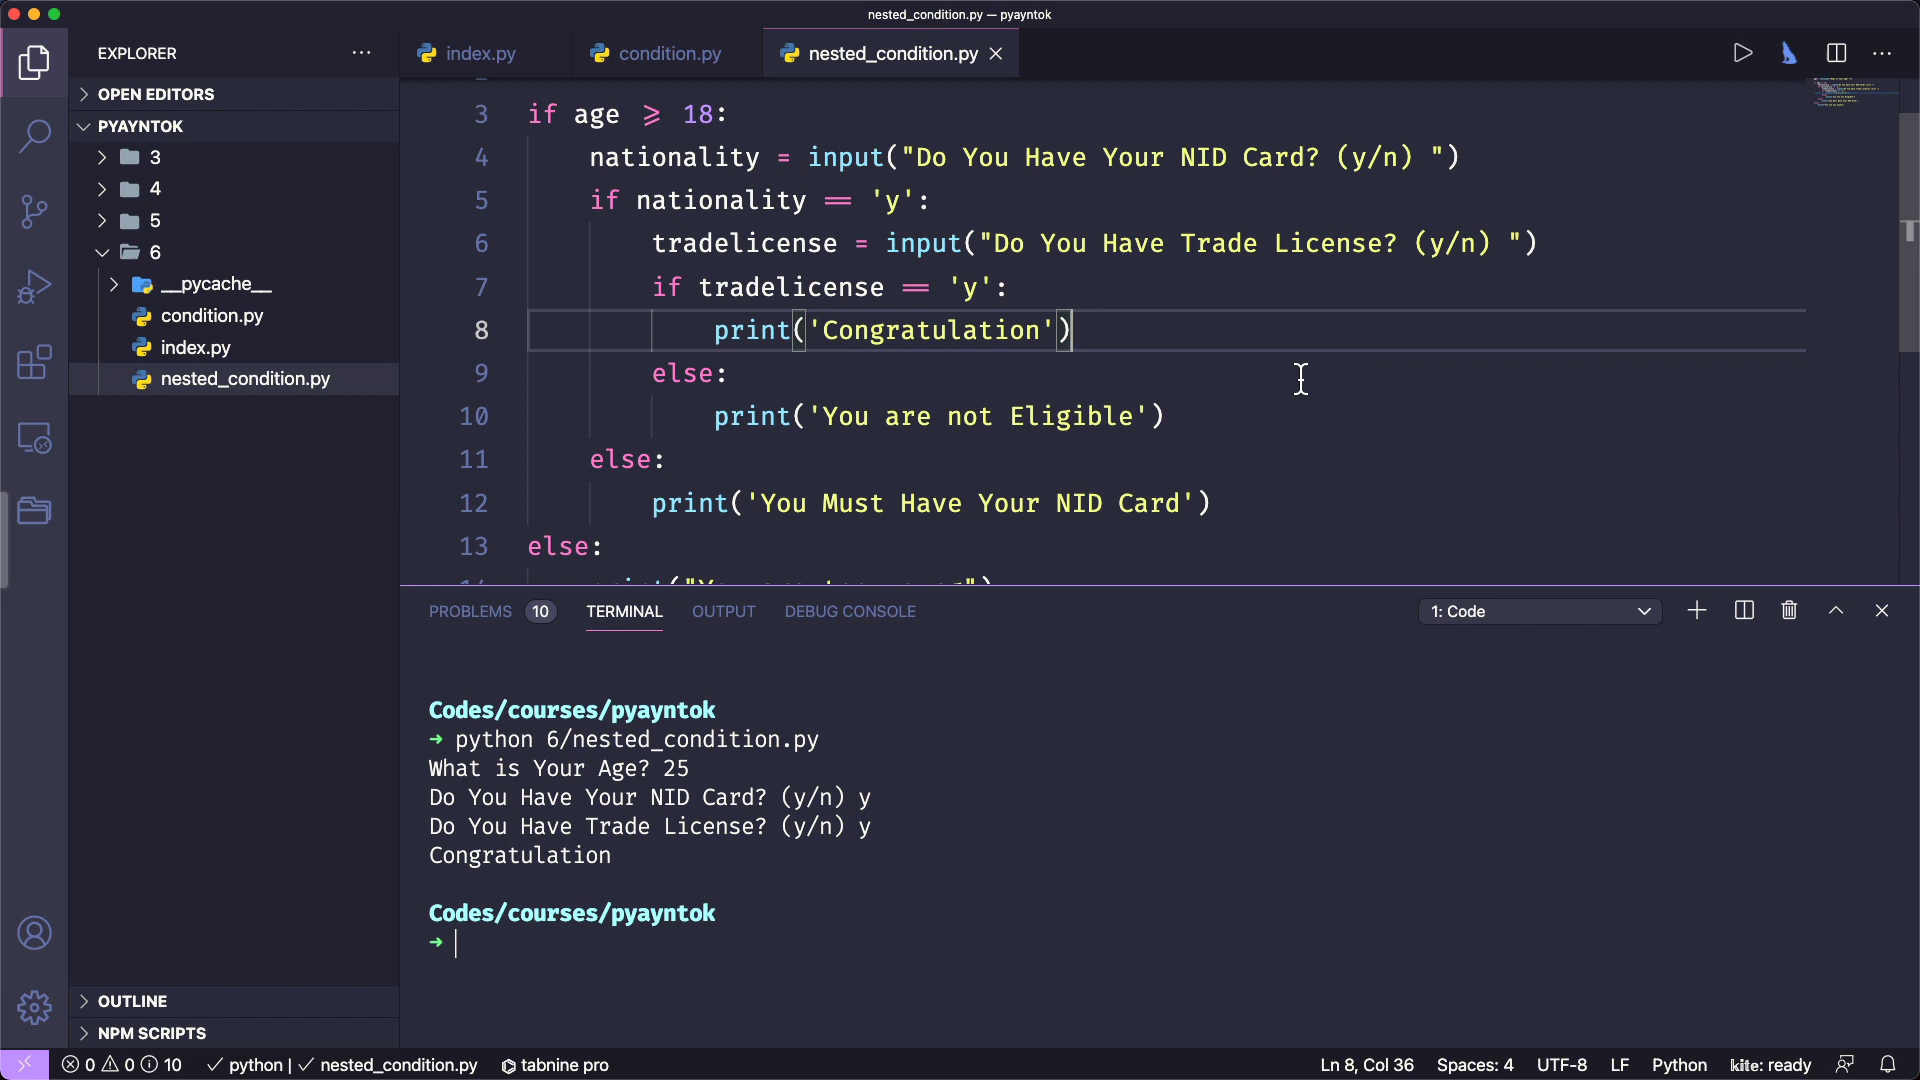 nested_condition.py — pyayntok
EXPLORER
OPEN EDITORS
PYAYNTOK
3
4
5
6
__pycache__
condition.py
index.py
nested_condition.py
OUTLINE
NPM SCRIPTS
index.py
condition.py
nested_condition.py
3 if age ⩾ 18:
4 nationality = input("Do You Have Your NID Card? (y/n) ")
5 if nationality == 'y':
6 tradelicense = input("Do You Have Trade License? (y/n) ")
7 if tradelicense == 'y':
8 print('Congratulation')
9 else:
10 print('You are not Eligible')
11 else:
12 print('You Must Have Your NID Card')
13 else:
PROBLEMS 10 TERMINAL OUTPUT DEBUG CONSOLE
1: Code
Codes/courses/pyayntok
➜ python 6/nested_condition.py
What is Your Age? 25
Do You Have Your NID Card? (y/n) y
Do You Have Trade License? (y/n) y
Congratulation
Codes/courses/pyayntok
➜
0 0 10 ✓ python | ✓ nested_condition.py tabnine pro
Ln 8, Col 36 Spaces: 4 UTF-8 LF Python kite: ready